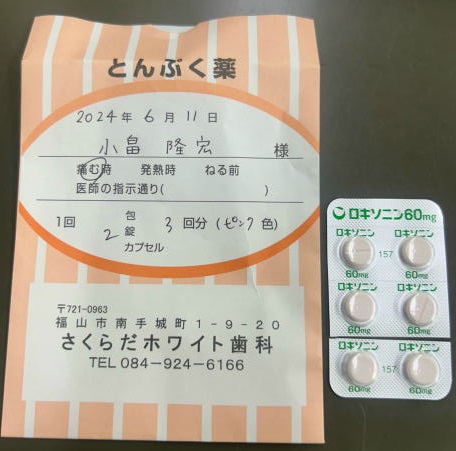 とんぷく薬
2024年 6月 11日
小畠 隆宏 様
痛む時 発熱時 ねる前
医師の指示通り( )
1回 2 包 錠 カプセル 3 回分 (ピンク 色)
〒721-0963
福山市南手城町1-9-20
さくらだホワイト歯科
TEL 084-924-6166
ロキソニン60mg
ロキソニン ロキソニン
157
60mg 60mg
ロキソニン ロキソニン
60mg 60mg
ロキソニン ロキソニン
157
60mg 60mg